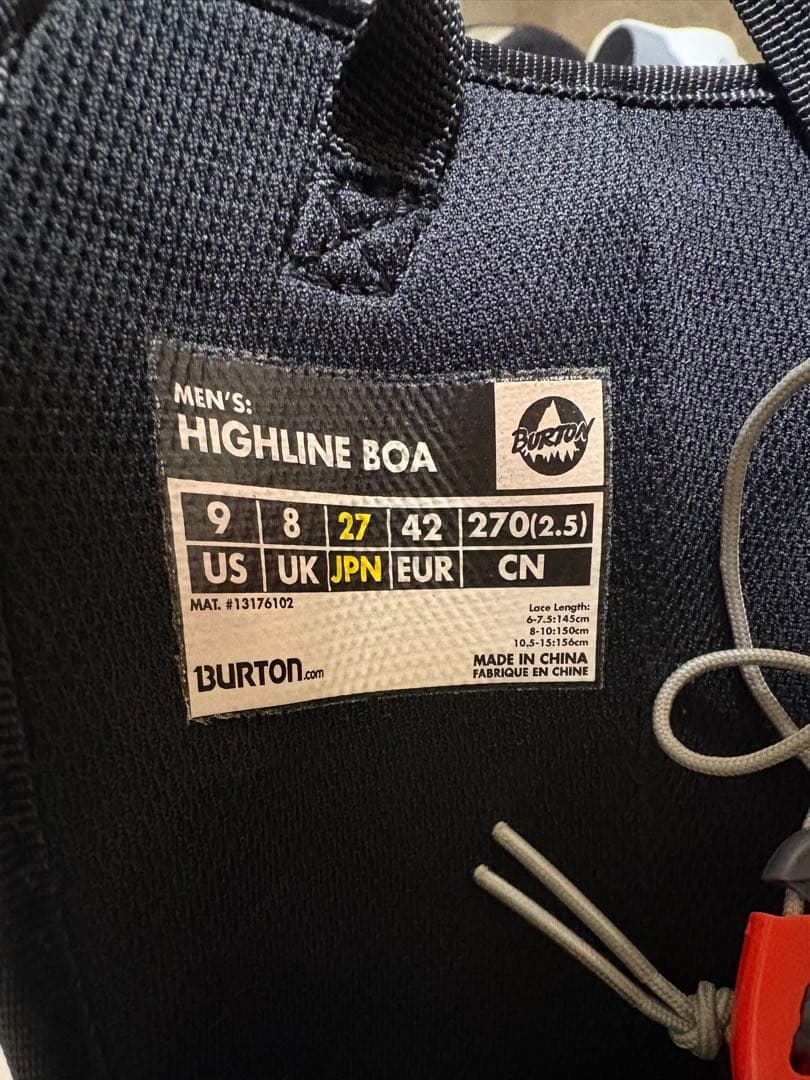 MEN'S:
HIGHLINE BOA
BURTON
9 8 27 42 270(2.5)
US UK JPN EUR CN
MAT. #13176102
Lace Length:
6-7.5:145cm
8-10:150cm
10.5-15:156cm
BURTON.com
MADE IN CHINA
FABRIQUE EN CHINE